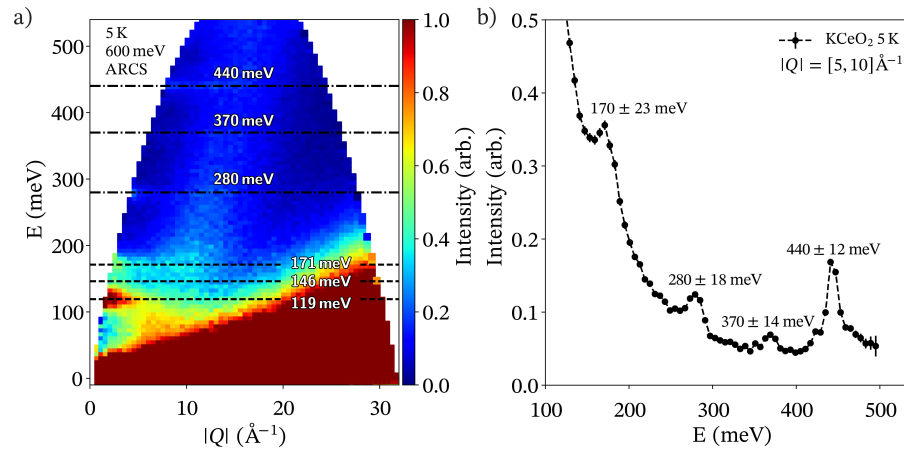 a)
5 K
600 meV
ARCS
440 meV
370 meV
280 meV
171 meV
146 meV
119 meV
500
400
300
200
100
0
E (meV)
0 10 20 30
|Q| (Å⁻¹)
1.0
0.8
0.6
0.4
0.2
0.0
Intensity (arb.)
b)
KCeO₂ 5 K
|Q| = [5, 10] Å⁻¹
170 ± 23 meV
280 ± 18 meV
370 ± 14 meV
440 ± 12 meV
0.5
0.4
0.3
0.2
0.1
0.0
Intensity (arb.)
100 200 300 400 500
E (meV)